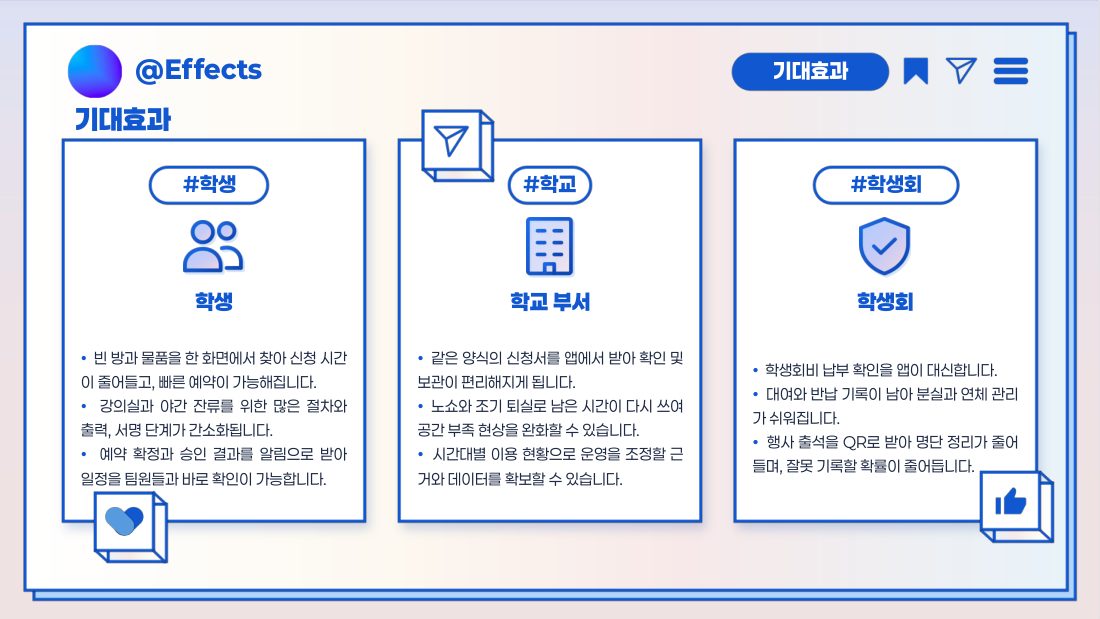 @Effects
기대효과
기대효과
#학생
학생
• 빈 방과 물품을 한 화면에서 찾아 신청 시간
이 줄어들고, 빠른 예약이 가능해집니다.
• 강의실과 야간 잔류를 위한 많은 절차와
출력, 서명 단계가 간소화됩니다.
• 예약 확정과 승인 결과를 알림으로 받아
일정을 팀원들과 바로 확인이 가능합니다.
#학교
학교 부서
• 같은 양식의 신청서를 앱에서 받아 확인 및
보관이 편리해지게 됩니다.
• 노쇼와 조기 퇴실로 남은 시간이 다시 쓰여
공간 부족 현상을 완화할 수 있습니다.
• 시간대별 이용 현황으로 운영을 조정할 근
거와 데이터를 확보할 수 있습니다.
#학생회
학생회
• 학생회비 납부 확인을 앱이 대신합니다.
• 대여와 반납 기록이 남아 분실과 연체 관리
가 쉬워집니다.
• 행사 출석을 QR로 받아 명단 정리가 줄어
들며, 잘못 기록할 확률이 줄어듭니다.